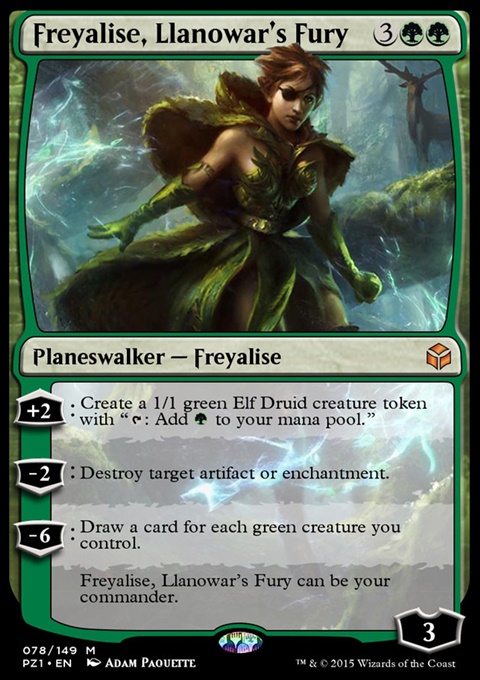 Freyalise, Llanowar's Fury 3
Planeswalker — Freyalise
+2 : Create a 1/1 green Elf Druid creature token
with “ : Add to your mana pool.”
-2 : Destroy target artifact or enchantment.
-6 : Draw a card for each green creature you
control.
Freyalise, Llanowar's Fury can be your
commander.
3
078/149 M
PZ1 • EN Adam Paquette
™ & © 2015 Wizards of the Coast